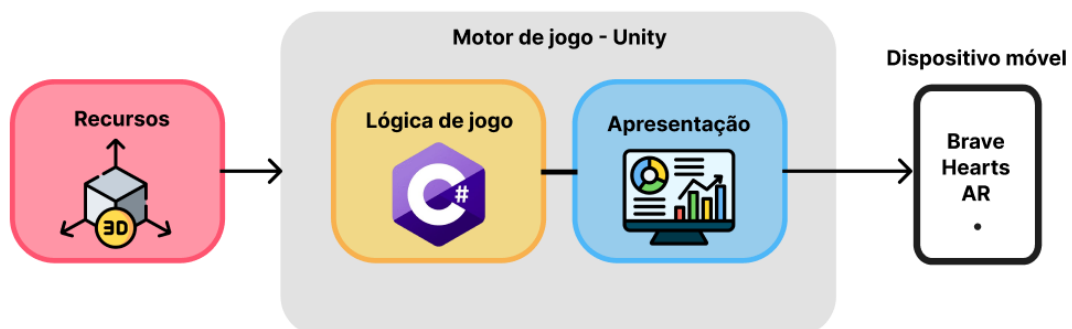 Motor de jogo - Unity
Dispositivo móvel
Recursos
3D
Lógica de jogo
C#
Apresentação
Brave
Hearts
AR